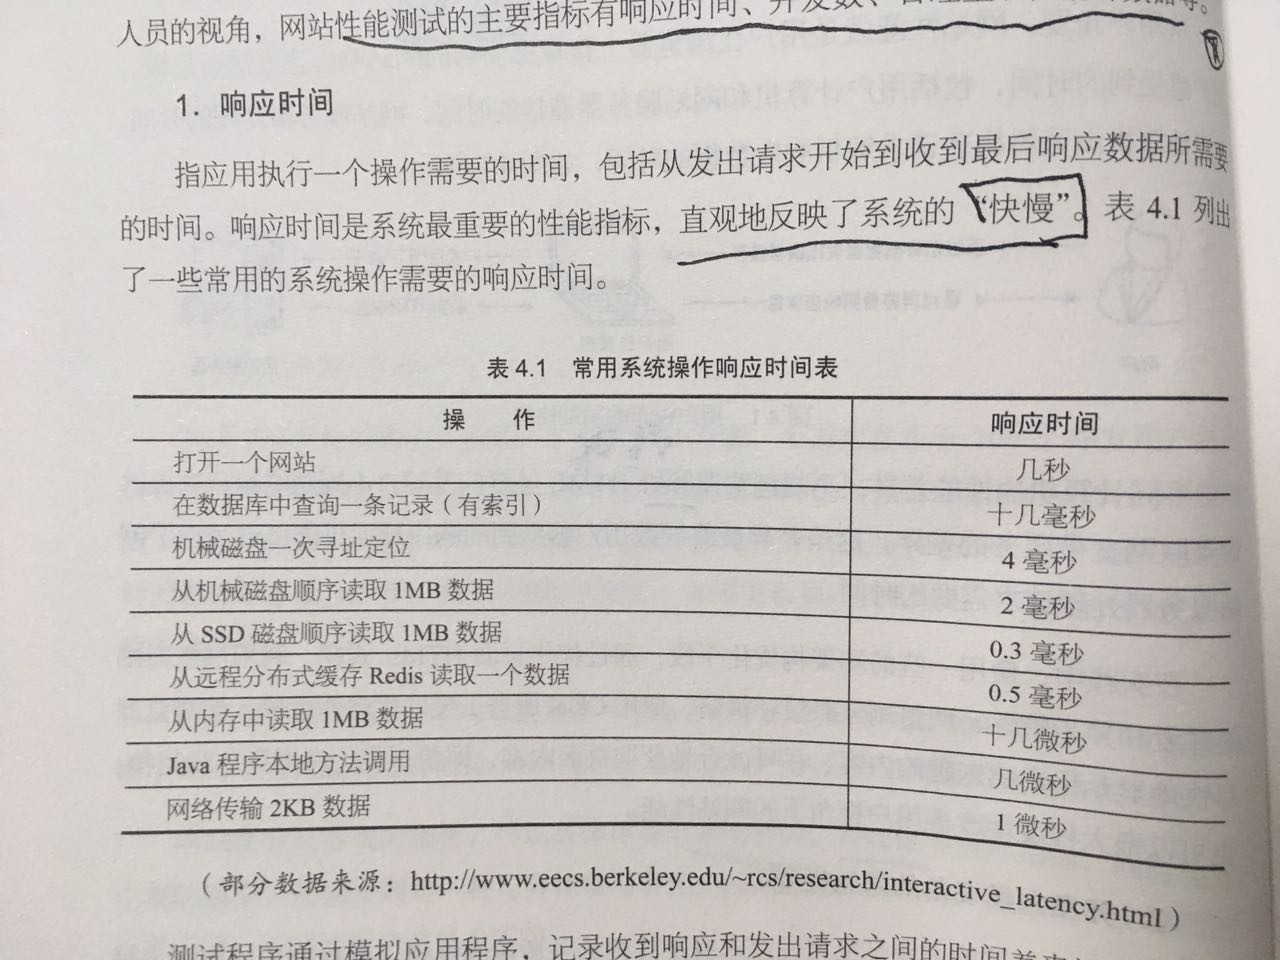 人员的视角，网站性能测试的主要指标有响应时间、并发数、
1. 响应时间
指应用执行一个操作需要的时间，包括从发出请求开始到收到最后响应数据所需要
的时间。响应时间是系统最重要的性能指标，直观地反映了系统的“快慢”。表 4.1 列出
了一些常用的系统操作需要的响应时间。
表 4.1 常用系统操作响应时间表
操 作 响应时间
打开一个网站 几秒
在数据库中查询一条记录（有索引） 十几毫秒
机械磁盘一次寻址定位 4 毫秒
从机械磁盘顺序读取 1MB 数据 2 毫秒
从 SSD 磁盘顺序读取 1MB 数据 0.3 毫秒
从远程分布式缓存 Redis 读取一个数据 0.5 毫秒
从内存中读取 1MB 数据 十几微秒
Java 程序本地方法调用 几微秒
网络传输 2KB 数据 1 微秒
（部分数据来源：http://www.eecs.berkeley.edu/~rcs/research/interactive_latency.html）
测试程序通过模拟应用程序，记录收到响应和发出请求之间的时间差